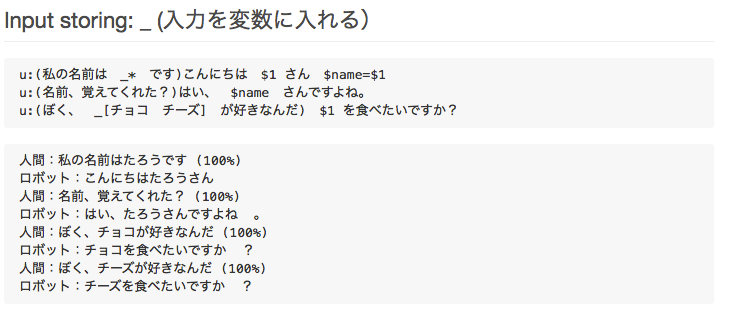 Input storing: _ (入力を変数に入れる）
u:(私の名前は _* です)こんにちは $1 さん $name=$1
u:(名前、覚えてくれた？)はい、 $name さんですよね。
u:(ぼく、 _[チョコ チーズ] が好きなんだ) $1 を食べたいですか？
人間：私の名前はたろうです (100%)
ロボット：こんにちはたろうさん
人間：名前、覚えてくれた？ (100%)
ロボット：はい、たろうさんですよね 。
人間：ぼく、チョコが好きなんだ (100%)
ロボット：チョコを食べたいですか ？
人間：ぼく、チーズが好きなんだ (100%)
ロボット：チーズを食べたいですか ？